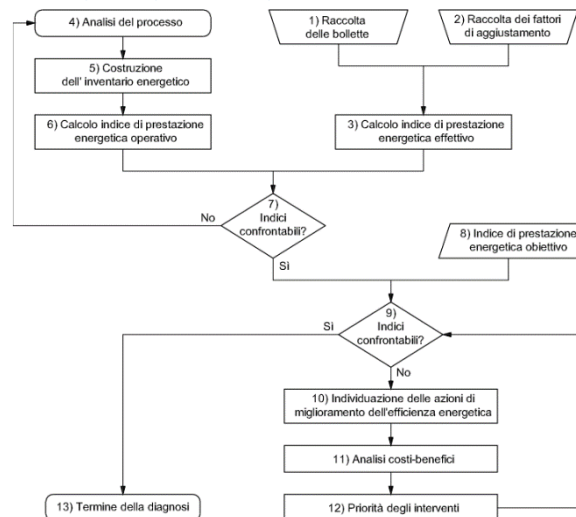 4) Analisi del processo
1) Raccolta
delle bollette
2) Raccolta dei fattori
di aggiustamento
5) Costruzione
dell' inventario energetico
6) Calcolo indice di prestazione
energetica operativo
3) Calcolo indice di prestazione
energetica effettivo
7)
Indici
confrontabili?
No
Sì
8) Indice di prestazione
energetica obiettivo
9)
Indici
confrontabili?
Sì
No
10) Individuazione delle azioni di
miglioramento dell'efficienza energetica
11) Analisi costi-benefici
12) Priorità degli interventi
13) Termine della diagnosi